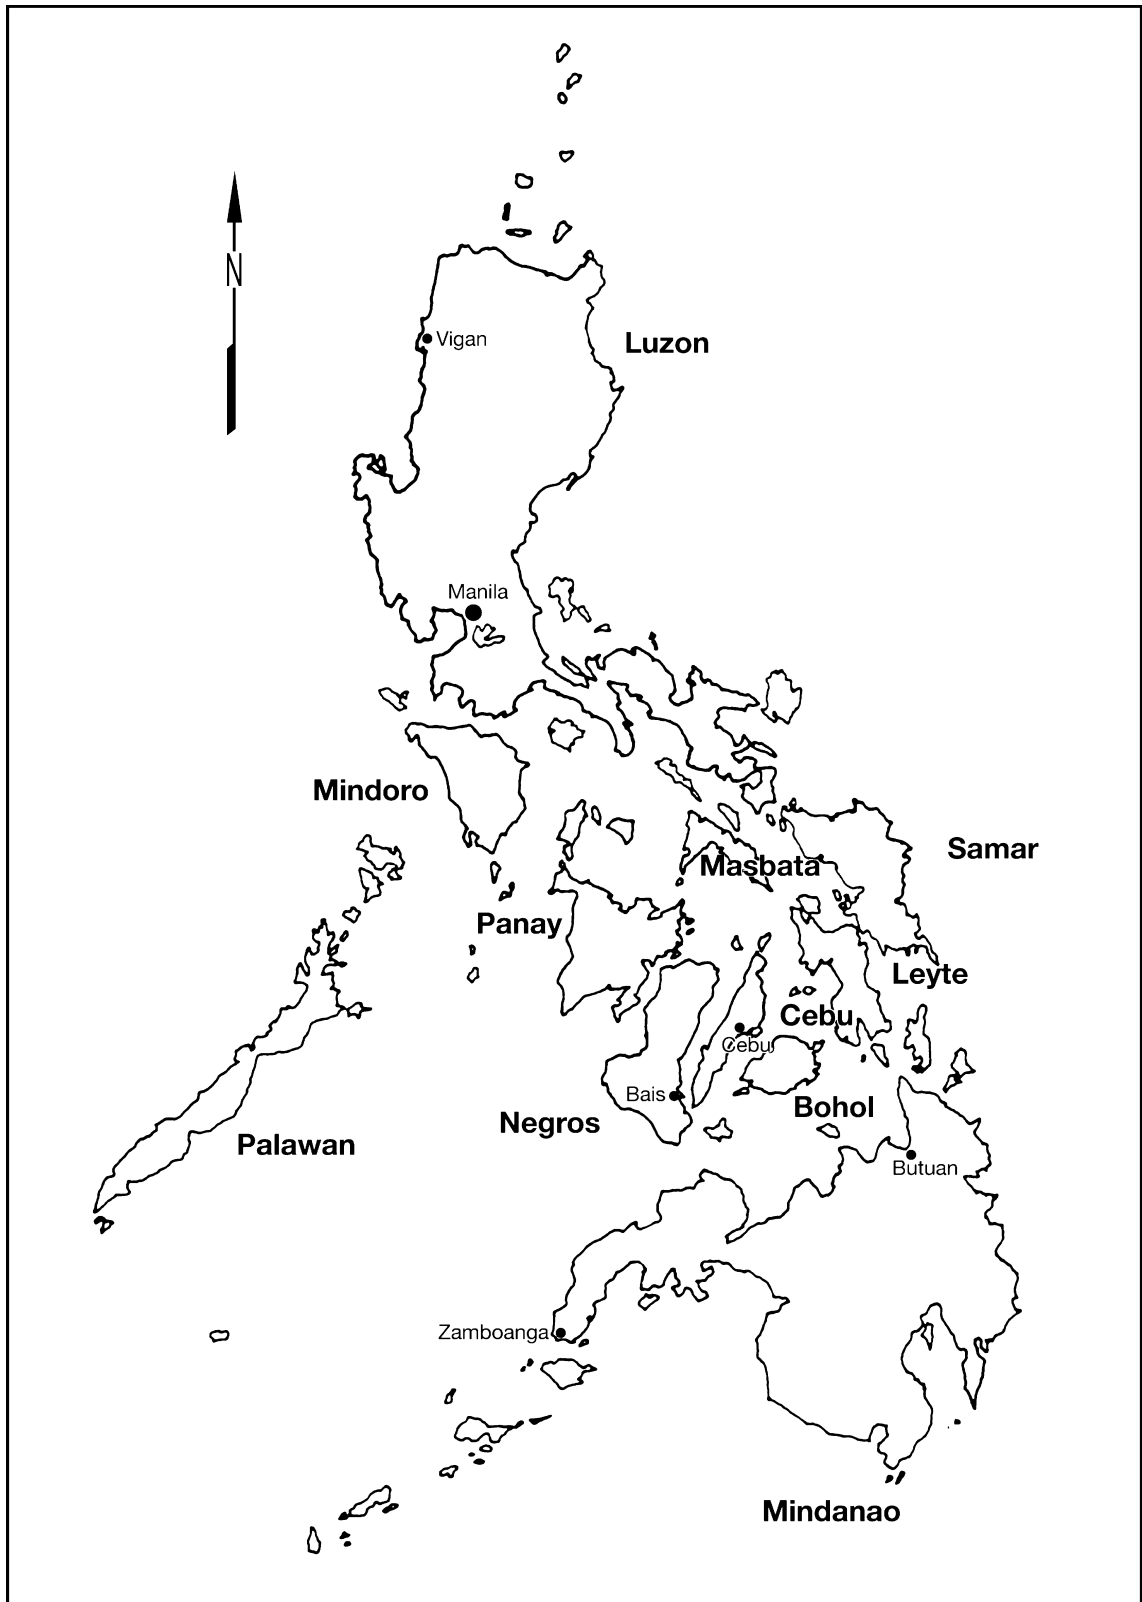 N
Vigan
Luzon
Manila
Mindoro
Samar
Masbata
Panay
Leyte
Cebu
Cebu
Bais
Bohol
Negros
Palawan
Butuan
Zamboanga
Mindanao